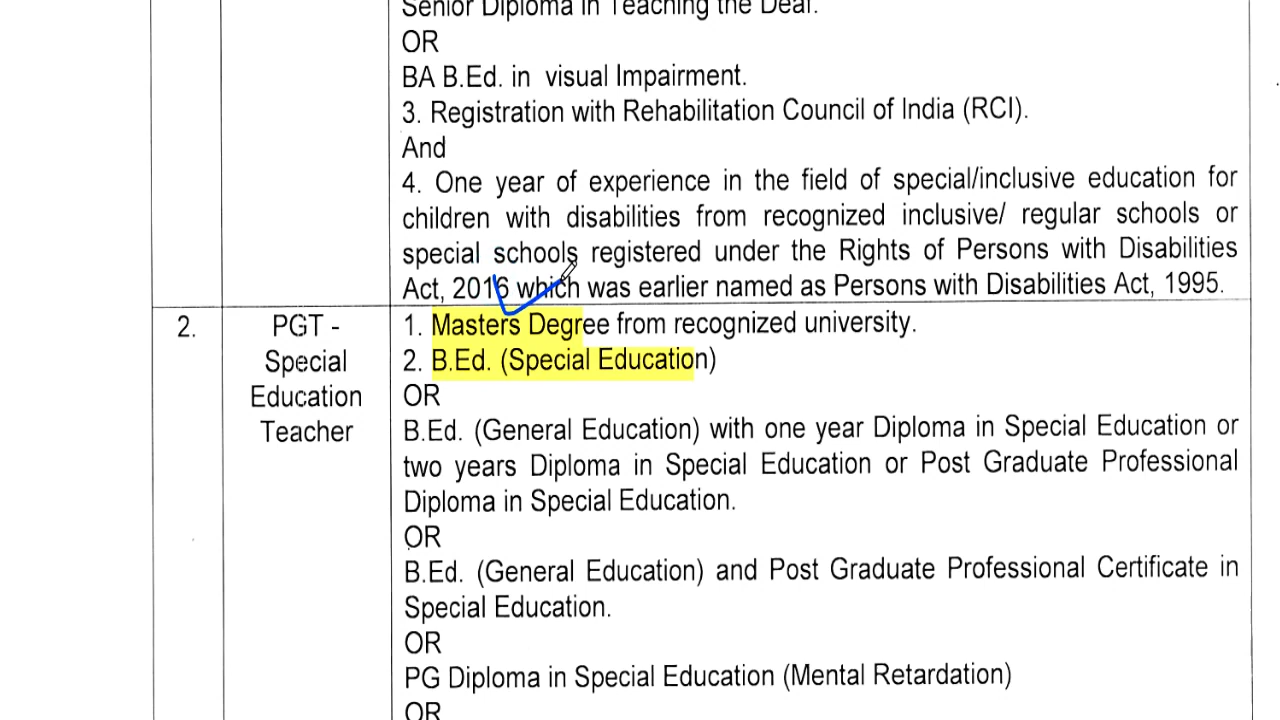 Senior Diploma in Teaching the Deaf.
OR
BA B.Ed. in visual Impairment.
3. Registration with Rehabilitation Council of India (RCI).
And
4. One year of experience in the field of special/inclusive education for
children with disabilities from recognized inclusive/ regular schools or
special schools registered under the Rights of Persons with Disabilities
Act, 2016 which was earlier named as Persons with Disabilities Act, 1995.
2.
PGT -
Special
Education
Teacher
1. Masters Degree from recognized university.
2. B.Ed. (Special Education)
OR
B.Ed. (General Education) with one year Diploma in Special Education or
two years Diploma in Special Education or Post Graduate Professional
Diploma in Special Education.
OR
B.Ed. (General Education) and Post Graduate Professional Certificate in
Special Education.
OR
PG Diploma in Special Education (Mental Retardation)
OR